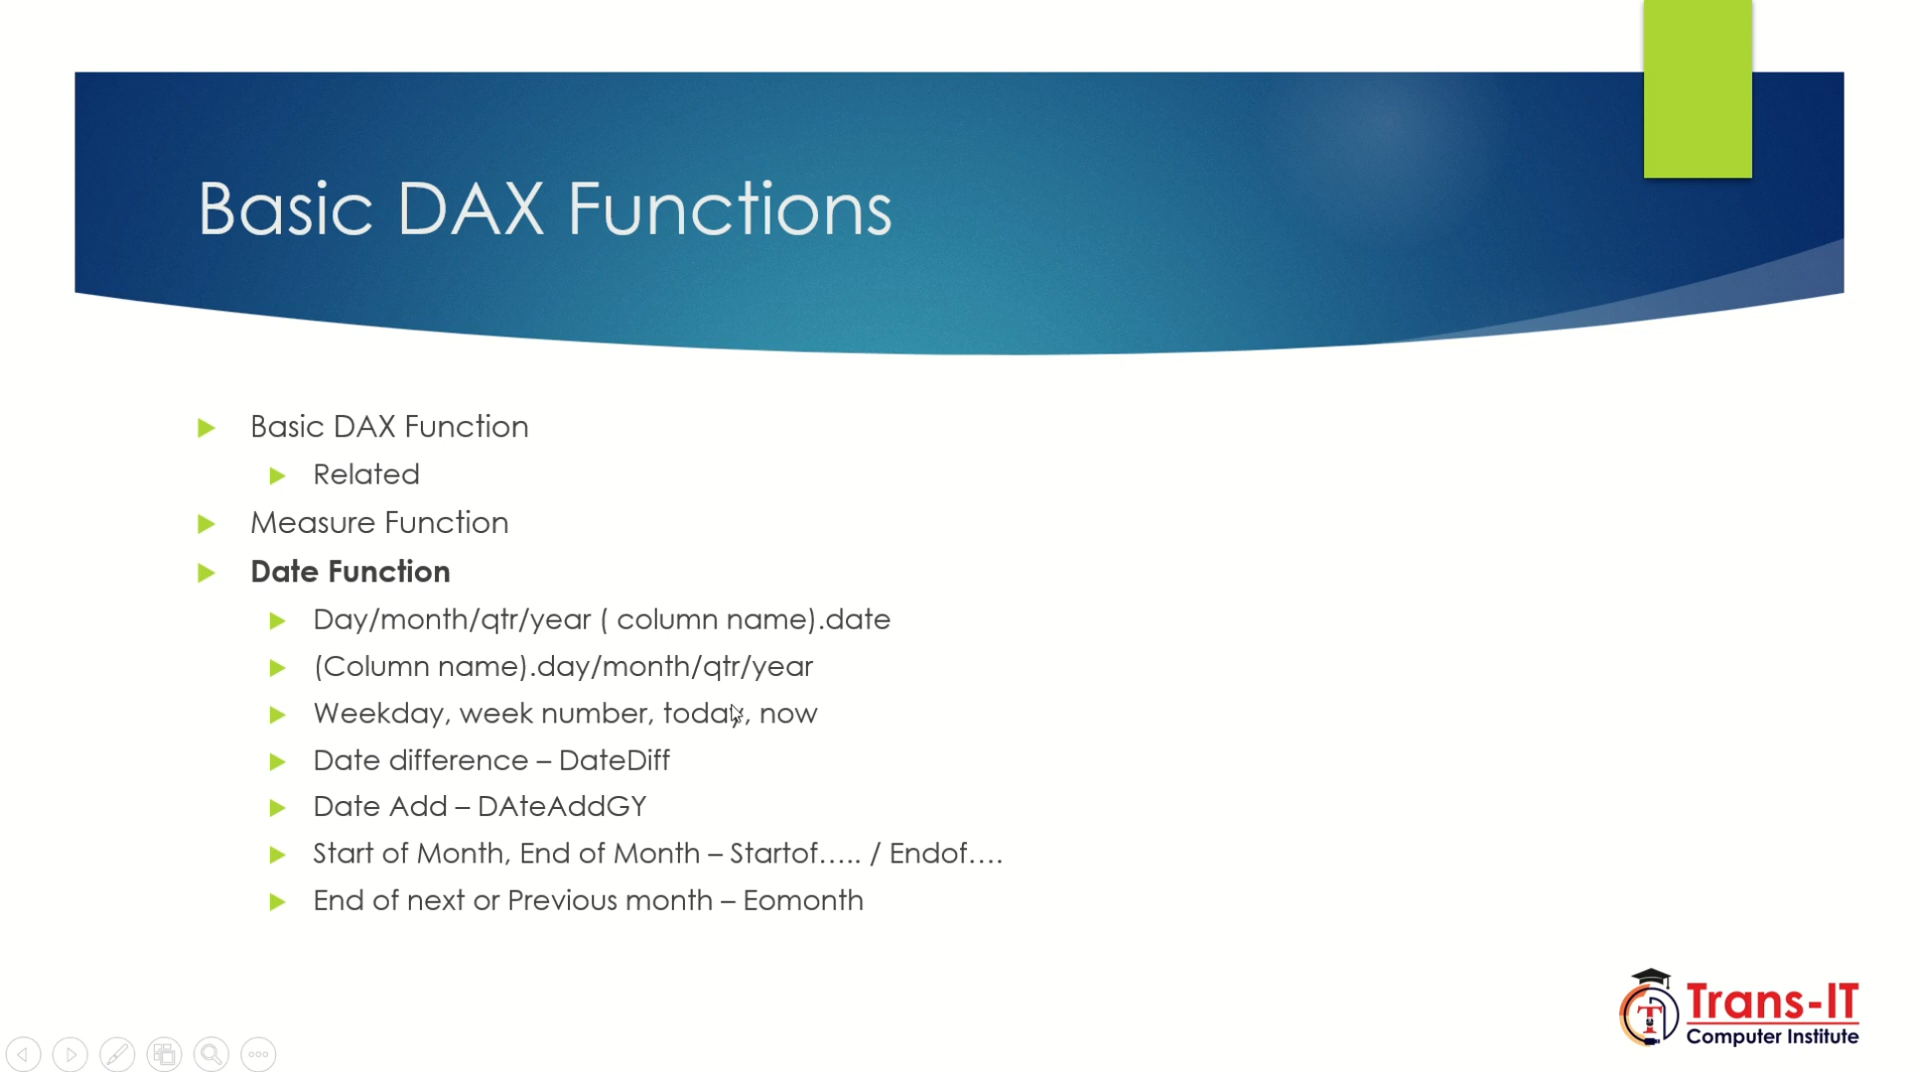 Basic DAX Functions
Basic DAX Function
Related
Measure Function
Date Function
Day/month/qtr/year ( column name).date
(Column name).day/month/qtr/year
Weekday, week number, today, now
Date difference – DateDiff
Date Add – DAteAddGY
Start of Month, End of Month – Startof….. / Endof….
End of next or Previous month – Eomonth
Trans-IT
Computer Institute